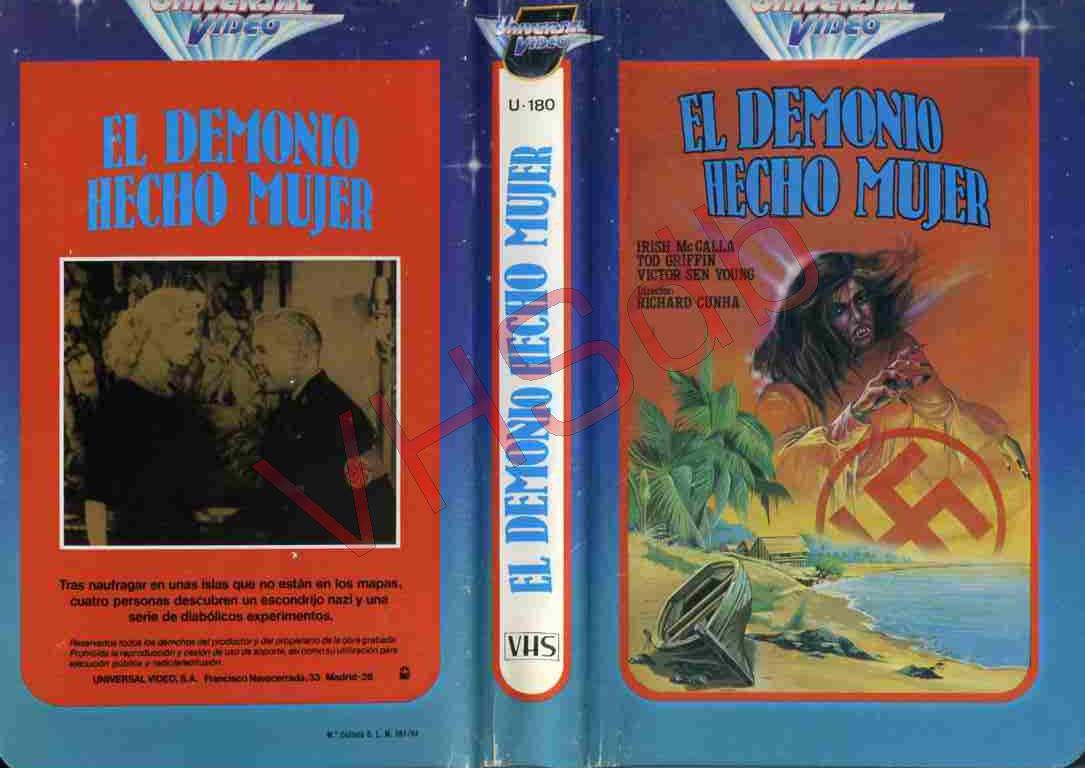 UNIVERSAL
VIDEO
EL DEMONIO
HECHO MUJER
Tras naufragar en unas islas que no están en los mapas,
cuatro personas descubren un escondrijo nazi y una
serie de diabólicos experimentos.
Reservados todos los derechos del productor y del propietario de la obra grabada.
Prohibida la reproducción y cesión de uso de soporte, así como su utilización para
ejecución pública y radioteledifusión.
UNIVERSAL VIDEO, S.A. Francisco Navacerrada, 33 Madrid-28
UNIVERSAL
VIDEO
U-180
EL DEMONIO HECHO MUJER
VHS
UNIVERSAL
VIDEO
EL DEMONIO
HECHO MUJER
IRISH McCALLA
TOD GRIFFIN
VICTOR SEN YOUNG
Director:
RICHARD CUNHA
VHSdb